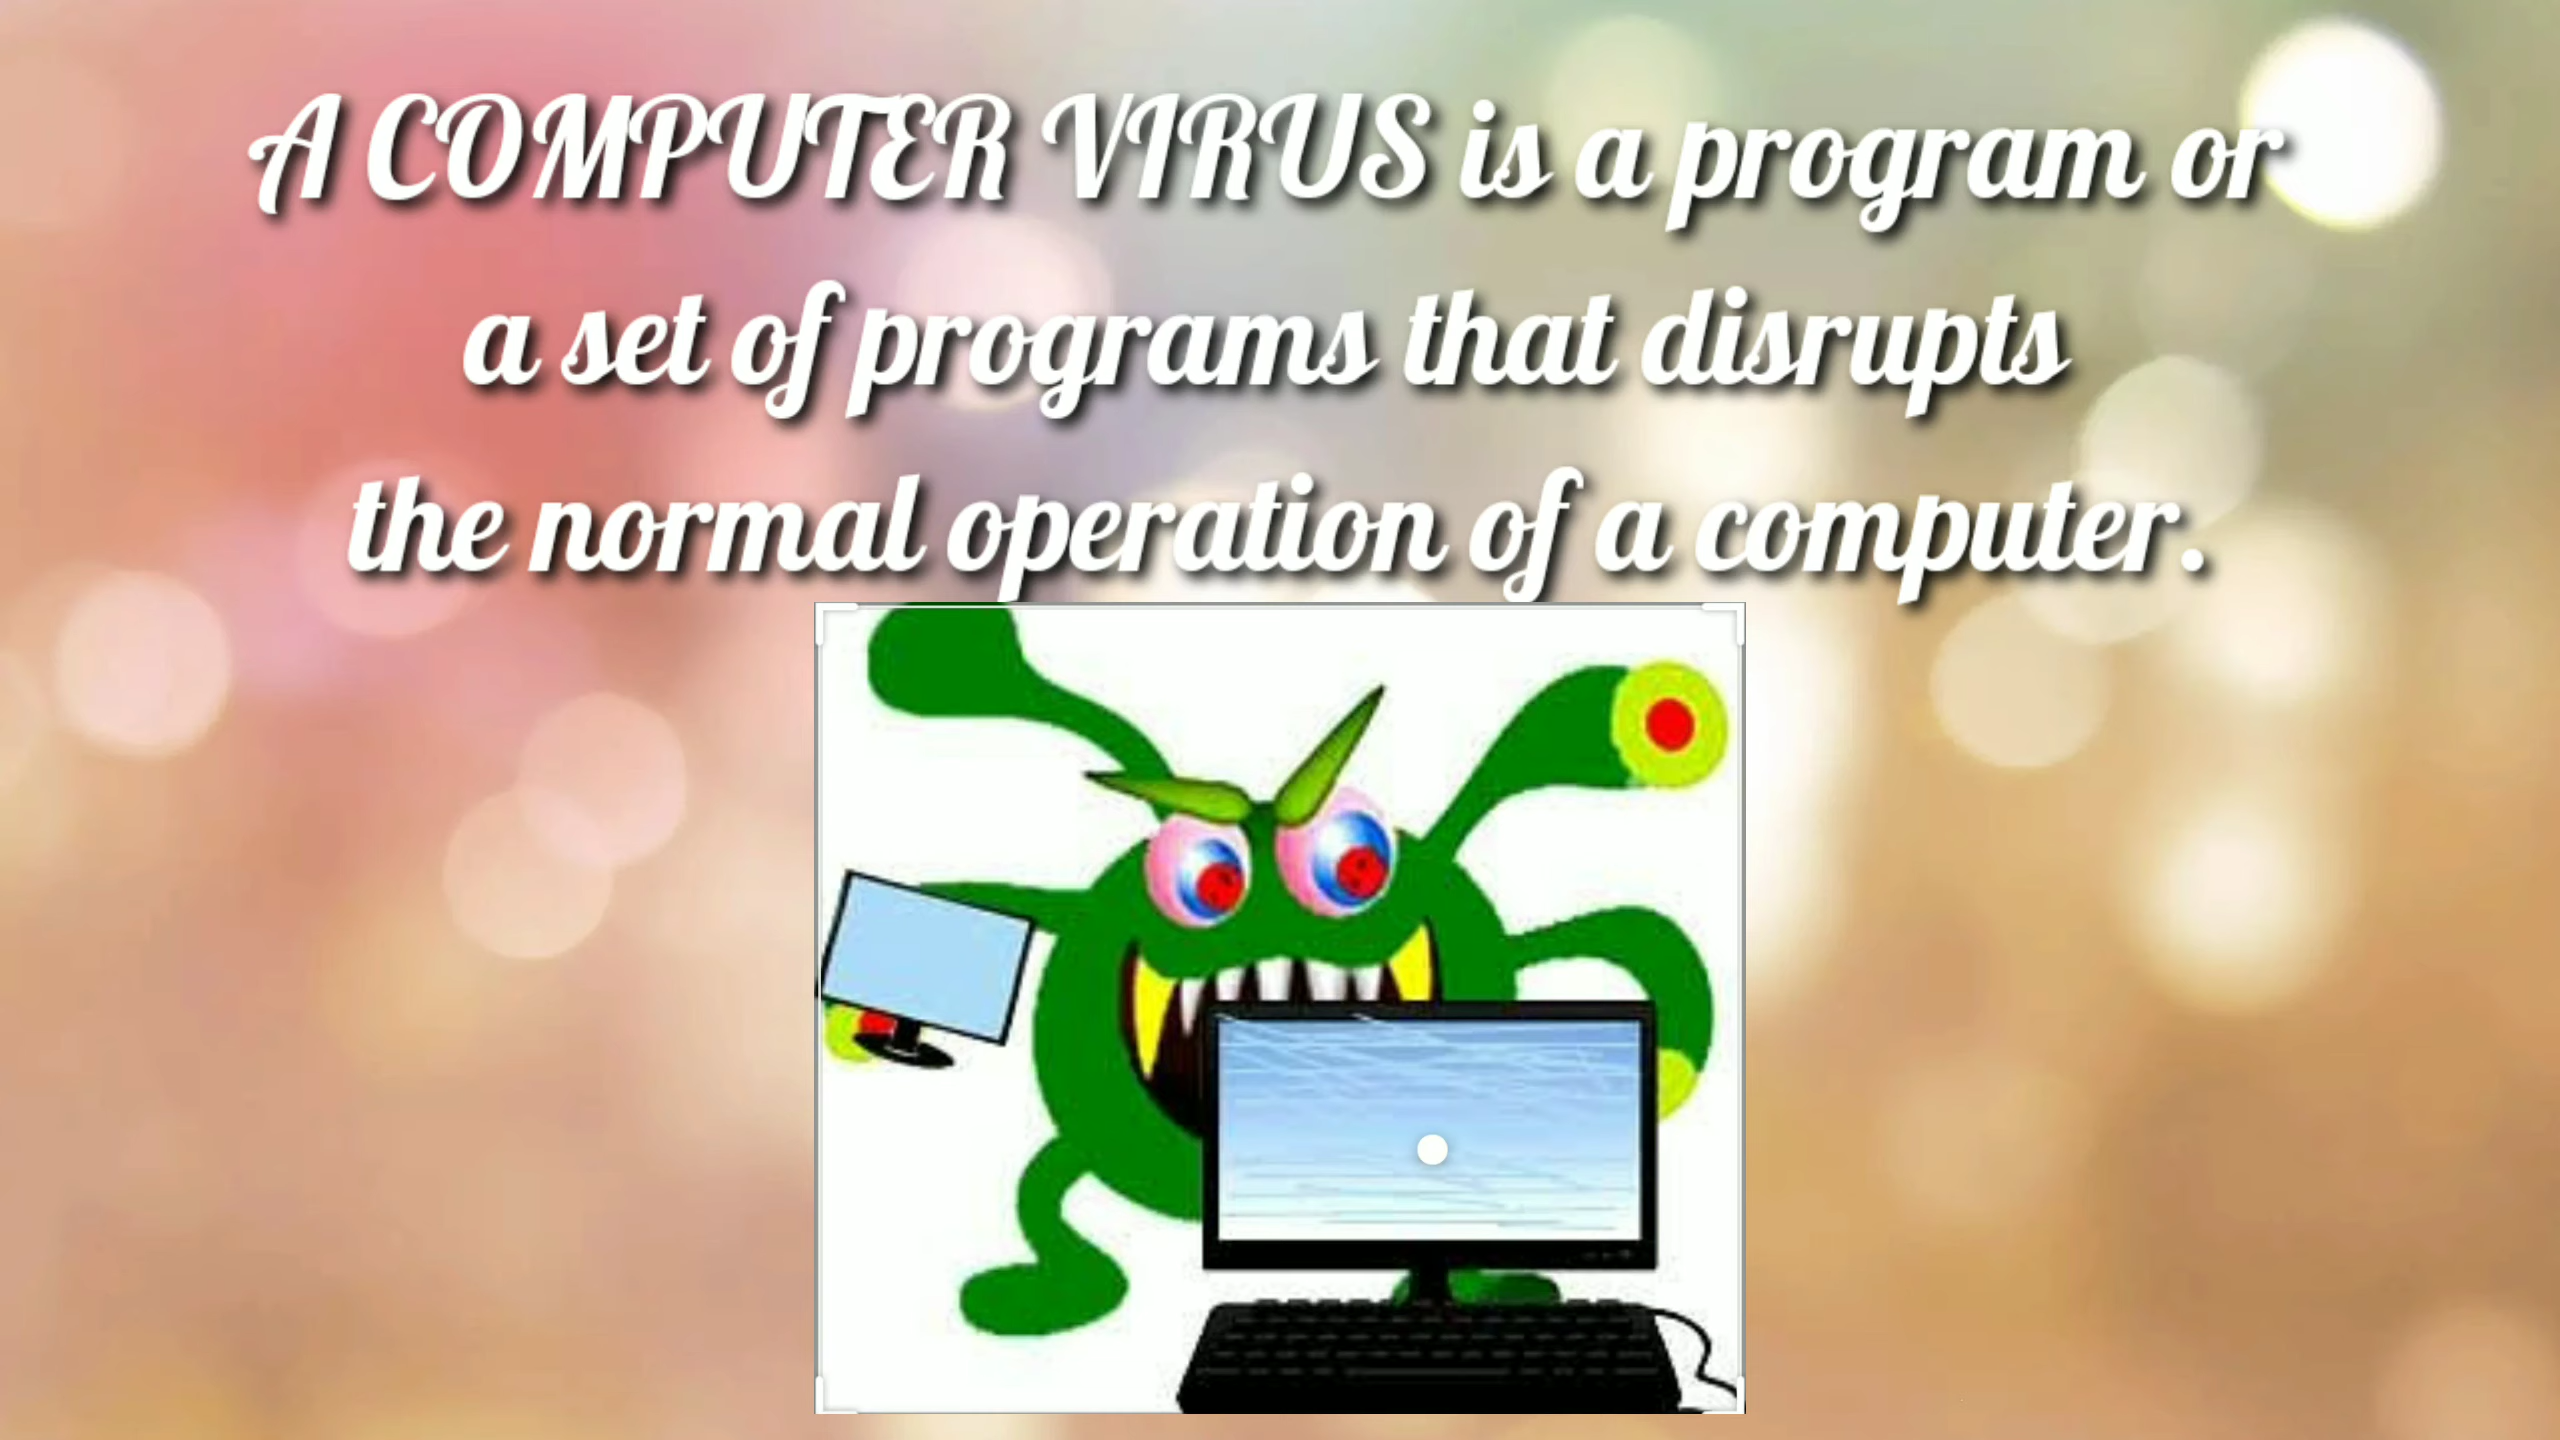 A COMPUTER VIRUS is a program or
a set of programs that disrupts
the normal operation of a computer.